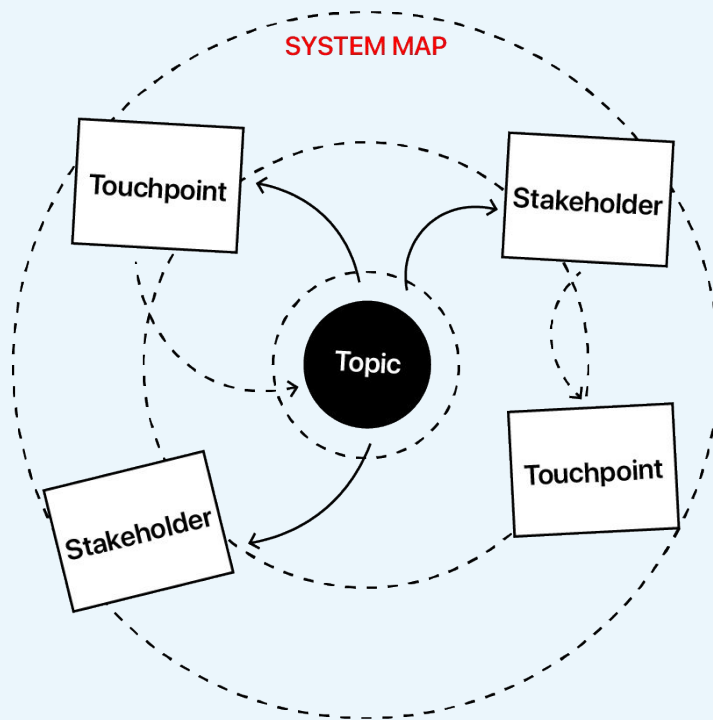 SYSTEM MAP
Touchpoint
Stakeholder
Topic
Touchpoint
Stakeholder